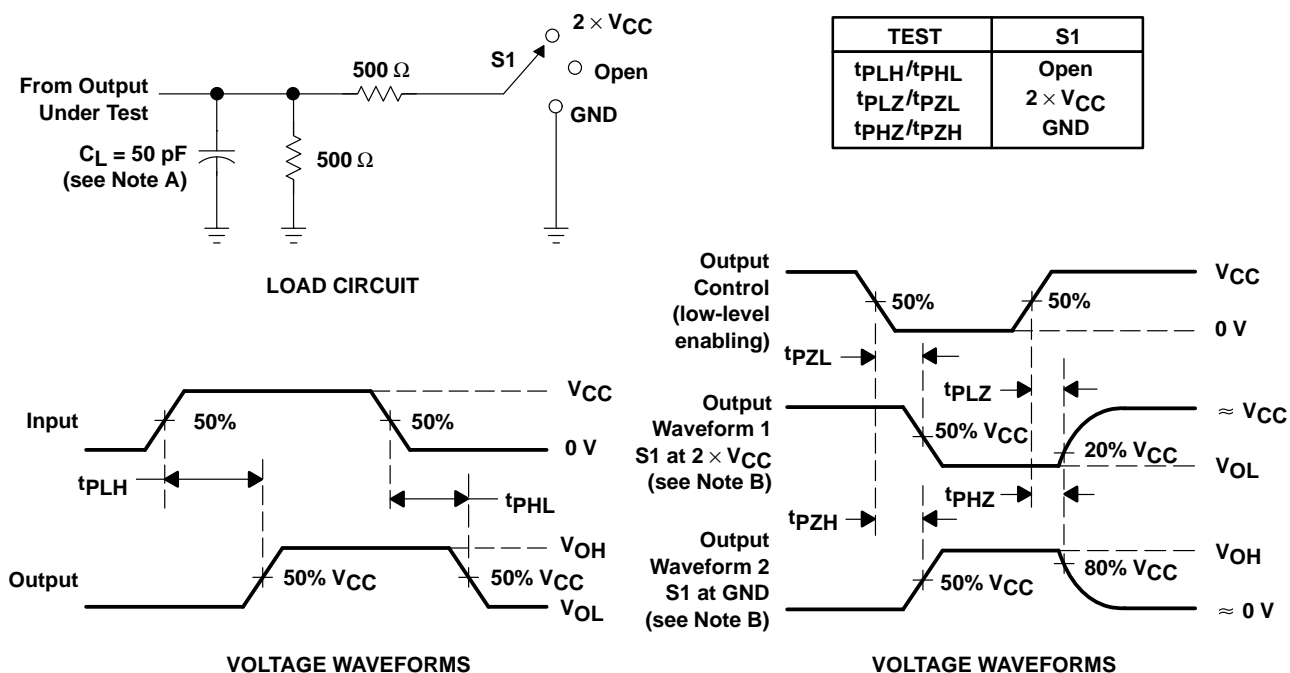 2 × VCC
S1
500 Ω
Open
From Output
Under Test
GND
CL = 50 pF
(see Note A)
500 Ω
LOAD CIRCUIT
TEST S1
tPLH/tPHL Open
tPLZ/tPZL 2 × VCC
tPHZ/tPZH GND
Input
50%
50%
VCC
0 V
tPLH
tPHL
Output
50% VCC
50% VCC
VOH
VOL
VOLTAGE WAVEFORMS
Output
Control
(low-level
enabling)
50%
50%
VCC
0 V
tPZL
tPLZ
Output
Waveform 1
S1 at 2 × VCC
(see Note B)
50% VCC
20% VCC
≈ VCC
VOL
tPZH
tPHZ
Output
Waveform 2
S1 at GND
(see Note B)
50% VCC
80% VCC
VOH
≈ 0 V
VOLTAGE WAVEFORMS